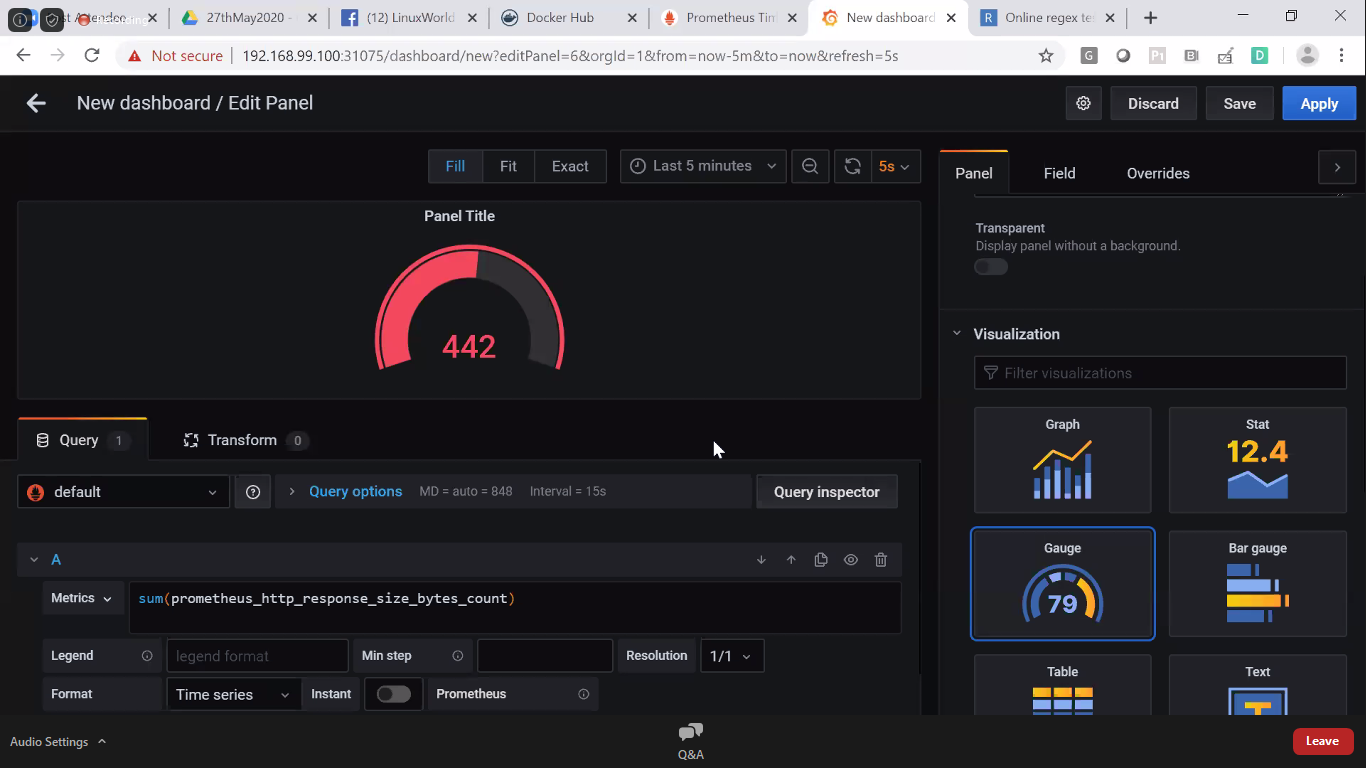 Attendee
27thMay2020 -
(12) LinuxWorld
Docker Hub
Prometheus Tim
New dashboard
Online regex tes
Not secure
192.168.99.100:31075/dashboard/new?editPanel=6&orgId=1&from=now-5m&to=now&refresh=5s
New dashboard / Edit Panel
Discard
Save
Apply
Fill
Fit
Exact
Last 5 minutes
5s
Panel
Field
Overrides
Panel Title
442
Transparent
Display panel without a background.
Visualization
Filter visualizations
Graph
Stat
12.4
Gauge
79
Bar gauge
Table
Text
Query 1
Transform 0
default
Query options
MD = auto = 848
Interval = 15s
Query inspector
A
Metrics
sum(prometheus_http_response_size_bytes_count)
Legend
legend format
Min step
Resolution
1/1
Format
Time series
Instant
Prometheus
Audio Settings
Q&A
Leave